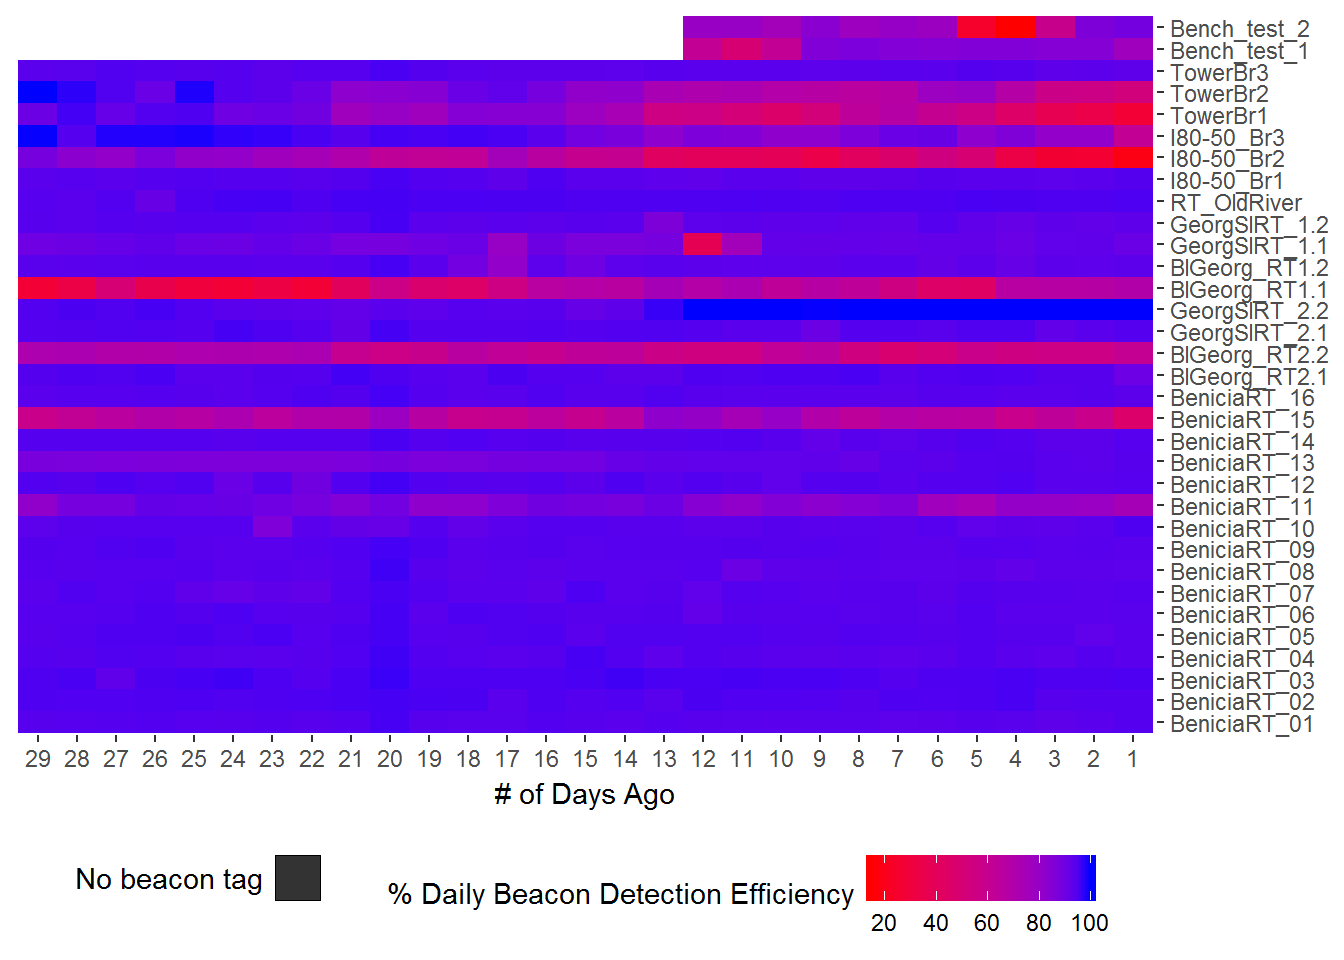 Bench_test_2
Bench_test_1
TowerBr3
TowerBr2
TowerBr1
I80-50_Br3
I80-50_Br2
I80-50_Br1
RT_OldRiver
GeorgSlRT_1.2
GeorgSlRT_1.1
BlGeorg_RT1.2
BlGeorg_RT1.1
GeorgSlRT_2.2
GeorgSlRT_2.1
BlGeorg_RT2.2
BlGeorg_RT2.1
BeniciaRT_16
BeniciaRT_15
BeniciaRT_14
BeniciaRT_13
BeniciaRT_12
BeniciaRT_11
BeniciaRT_10
BeniciaRT_09
BeniciaRT_08
BeniciaRT_07
BeniciaRT_06
BeniciaRT_05
BeniciaRT_04
BeniciaRT_03
BeniciaRT_02
BeniciaRT_01
29 28 27 26 25 24 23 22 21 20 19 18 17 16 15 14 13 12 11 10 9 8 7 6 5 4 3 2 1
# of Days Ago
No beacon tag
% Daily Beacon Detection Efficiency
20 40 60 80 100